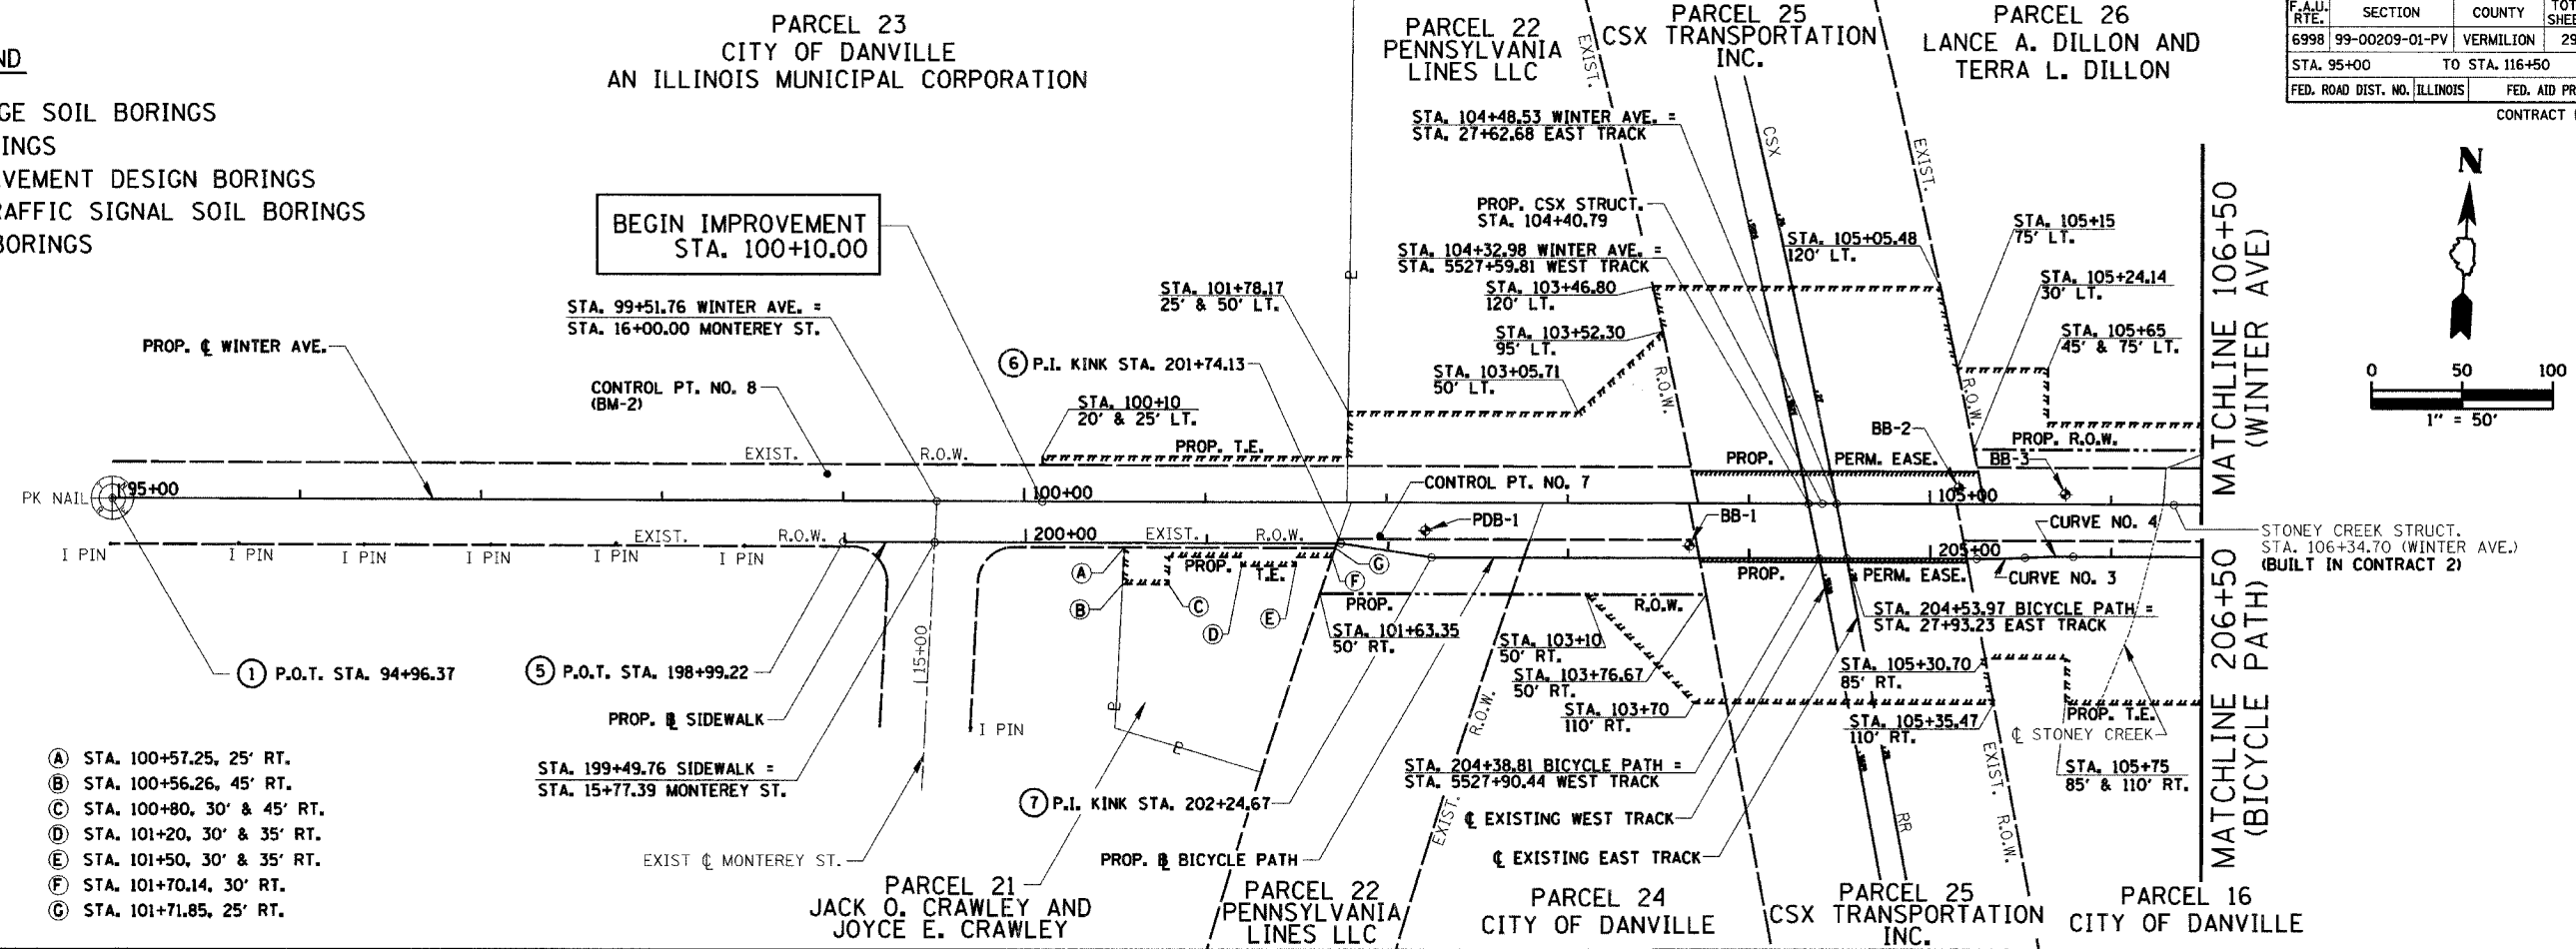 PARCEL 23
CITY OF DANVILLE
AN ILLINOIS MUNICIPAL CORPORATION
PARCEL 22
PENNSYLVANIA
LINES LLC
PARCEL 25
CSX TRANSPORTATION
INC.
PARCEL 26
LANCE A. DILLON AND
TERRA L. DILLON
F.A.U. RTE. SECTION COUNTY
6998 99-00209-01-PV VERMILION 29
STA. 95+00 TO STA. 116+50
FED. ROAD DIST. NO. ILLINOIS FED. AID PR
CONTRACT
ND
GE SOIL BORINGS
INGS
VEMENT DESIGN BORINGS
RAFFIC SIGNAL SOIL BORINGS
BORINGS
BEGIN IMPROVEMENT
STA. 100+10.00
EXIST.
CSX
EXIST.
N
0 50 100
1" = 50'
STA. 104+48.53 WINTER AVE. =
STA. 27+62.68 EAST TRACK
PROP. CSX STRUCT.
STA. 104+40.79
STA. 104+32.98 WINTER AVE. =
STA. 5527+59.81 WEST TRACK
STA. 103+46.80
120' LT.
STA. 103+52.30
95' LT.
STA. 103+05.71
50' LT.
STA. 105+05.48
120' LT.
STA. 105+15
75' LT.
STA. 105+24.14
30' LT.
STA. 105+65
45' & 75' LT.
MATCHLINE 106+50
(WINTER AVE)
STA. 99+51.76 WINTER AVE. =
STA. 16+00.00 MONTEREY ST.
STA. 101+78.17
25' & 50' LT.
PROP. ℄ WINTER AVE.
CONTROL PT. NO. 8
(BM-2)
6 P.I. KINK STA. 201+74.13
STA. 100+10
20' & 25' LT.
PROP. T.E.
P
R.O.W.
R.O.W.
EXIST. R.O.W.
BB-2
PROP. R.O.W.
BB-3
PROP. PERM. EASE.
PK NAIL
95+00
100+00
CONTROL PT. NO. 7
105+00
PDB-1
BB-1
CURVE NO. 4
STONEY CREEK STRUCT.
STA. 106+34.70 (WINTER AVE.)
(BUILT IN CONTRACT 2)
EXIST. R.O.W.
200+00
EXIST. R.O.W.
205+00
I PIN I PIN I PIN I PIN I PIN I PIN
A
B
C
D
E
F
G
PROP. T.E.
PROP. PERM. EASE.
CURVE NO. 3
PROP. R.O.W.
STA. 101+63.35
50' RT.
STA. 103+10
50' RT.
STA. 103+76.67
50' RT.
STA. 103+70
110' RT.
STA. 204+53.97 BICYCLE PATH =
STA. 27+93.23 EAST TRACK
STA. 105+30.70
85' RT.
STA. 105+35.47
110' RT.
PROP. T.E.
℄ STONEY CREEK
STA. 105+75
85' & 110' RT.
MATCHLINE 206+50
(BICYCLE PATH)
1 P.O.T. STA. 94+96.37
5 P.O.T. STA. 198+99.22
15+00
PROP. ⅊ SIDEWALK
I PIN
P
P
STA. 199+49.76 SIDEWALK =
STA. 15+77.39 MONTEREY ST.
7 P.I. KINK STA. 202+24.67
EXIST. R.O.W.
STA. 204+38.81 BICYCLE PATH =
STA. 5527+90.44 WEST TRACK
℄ EXISTING WEST TRACK
℄ EXISTING EAST TRACK
RR
EXIST. R.O.W.
A STA. 100+57.25, 25' RT.
B STA. 100+56.26, 45' RT.
C STA. 100+80, 30' & 45' RT.
D STA. 101+20, 30' & 35' RT.
E STA. 101+50, 30' & 35' RT.
F STA. 101+70.14, 30' RT.
G STA. 101+71.85, 25' RT.
EXIST ℄ MONTEREY ST.
PROP. ⅊ BICYCLE PATH
PARCEL 21
JACK O. CRAWLEY AND
JOYCE E. CRAWLEY
PARCEL 22
PENNSYLVANIA
LINES LLC
PARCEL 24
CITY OF DANVILLE
PARCEL 25
CSX TRANSPORTATION
INC.
PARCEL 16
CITY OF DANVILLE